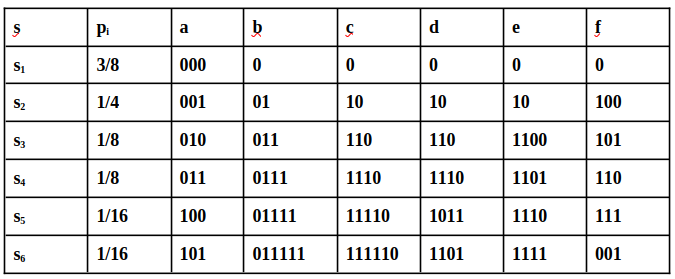 s pᵢ a b c d e f
s₁ 3/8 000 0 0 0 0 0
s₂ 1/4 001 01 10 10 10 100
s₃ 1/8 010 011 110 110 1100 101
s₄ 1/8 011 0111 1110 1110 1101 110
s₅ 1/16 100 01111 11110 1011 1110 111
s₆ 1/16 101 011111 111110 1101 1111 001